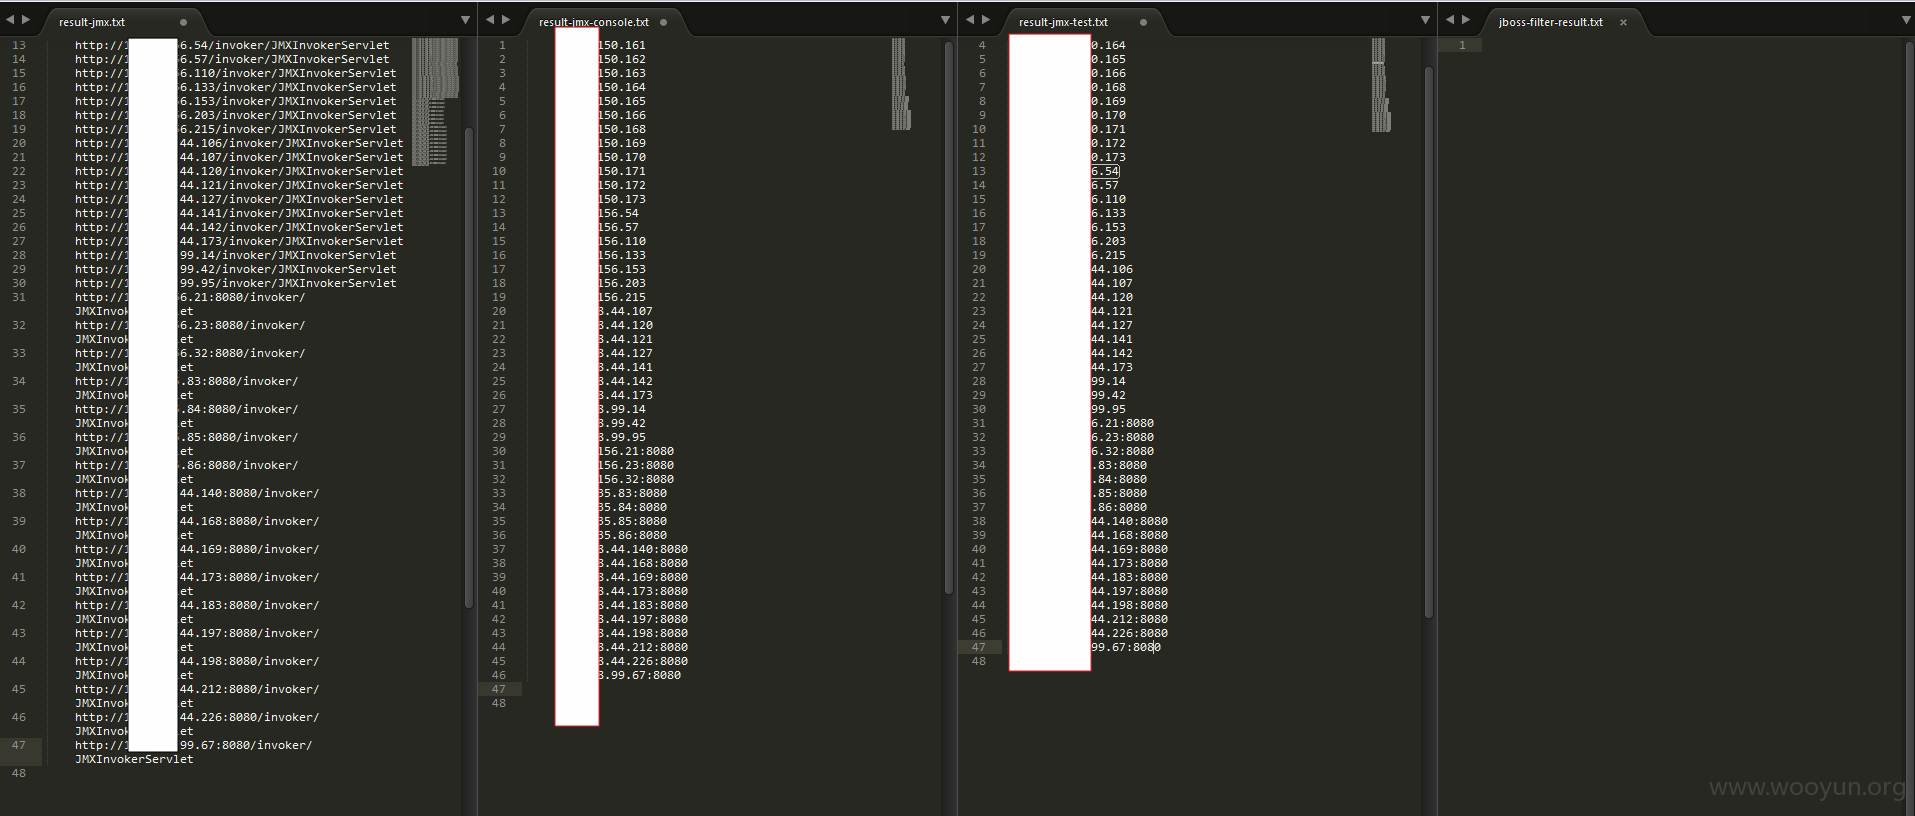 result-jmx.txt
13 http://1 6.54/invoker/JMXInvokerServlet
14 http://1 6.57/invoker/JMXInvokerServlet
15 http://1 6.110/invoker/JMXInvokerServlet
16 http://1 6.133/invoker/JMXInvokerServlet
17 http://1 6.153/invoker/JMXInvokerServlet
18 http://1 6.203/invoker/JMXInvokerServlet
19 http://1 6.215/invoker/JMXInvokerServlet
20 http://1 44.106/invoker/JMXInvokerServlet
21 http://1 44.107/invoker/JMXInvokerServlet
22 http://1 44.120/invoker/JMXInvokerServlet
23 http://1 44.121/invoker/JMXInvokerServlet
24 http://1 44.127/invoker/JMXInvokerServlet
25 http://1 44.141/invoker/JMXInvokerServlet
26 http://1 44.142/invoker/JMXInvokerServlet
27 http://1 44.173/invoker/JMXInvokerServlet
28 http://1 99.14/invoker/JMXInvokerServlet
29 http://1 99.42/invoker/JMXInvokerServlet
30 http://1 99.95/invoker/JMXInvokerServlet
31 http://1 6.21:8080/invoker/
JMXInvok let
32 http://1 6.23:8080/invoker/
JMXInvok let
33 http://1 6.32:8080/invoker/
JMXInvok let
34 http://1 .83:8080/invoker/
JMXInvok let
35 http://1 .84:8080/invoker/
JMXInvok let
36 http://1 .85:8080/invoker/
JMXInvok let
37 http://1 .86:8080/invoker/
JMXInvok let
38 http://1 44.140:8080/invoker/
JMXInvok let
39 http://1 44.168:8080/invoker/
JMXInvok let
40 http://1 44.169:8080/invoker/
JMXInvok let
41 http://1 44.173:8080/invoker/
JMXInvok let
42 http://1 44.183:8080/invoker/
JMXInvok let
43 http://1 44.197:8080/invoker/
JMXInvok let
44 http://1 44.198:8080/invoker/
JMXInvok let
45 http://1 44.212:8080/invoker/
JMXInvok let
46 http://1 44.226:8080/invoker/
JMXInvok let
47 http://1 99.67:8080/invoker/
JMXInvokerServlet
48
result-jmx-console.txt
1 150.161
2 150.162
3 150.163
4 150.164
5 150.165
6 150.166
7 150.168
8 150.169
9 150.170
10 150.171
11 150.172
12 150.173
13 156.54
14 156.57
15 156.110
16 156.133
17 156.153
18 156.203
19 156.215
20 3.44.107
21 3.44.120
22 3.44.121
23 3.44.127
24 3.44.141
25 3.44.142
26 3.44.173
27 3.99.14
28 3.99.42
29 3.99.95
30 156.21:8080
31 156.23:8080
32 156.32:8080
33 35.83:8080
34 35.84:8080
35 35.85:8080
36 35.86:8080
37 3.44.140:8080
38 3.44.168:8080
39 3.44.169:8080
40 3.44.173:8080
41 3.44.183:8080
42 3.44.197:8080
43 3.44.198:8080
44 3.44.212:8080
45 3.44.226:8080
46 3.99.67:8080
47
48
result-jmx-test.txt
4 0.164
5 0.165
6 0.166
7 0.168
8 0.169
9 0.170
10 0.171
11 0.172
12 0.173
13 6.54
14 6.57
15 6.110
16 6.133
17 6.153
18 6.203
19 6.215
20 44.106
21 44.107
22 44.120
23 44.121
24 44.127
25 44.141
26 44.142
27 44.173
28 99.14
29 99.42
30 99.95
31 6.21:8080
32 6.23:8080
33 6.32:8080
34 .83:8080
35 .84:8080
36 .85:8080
37 .86:8080
38 44.140:8080
39 44.168:8080
40 44.169:8080
41 44.173:8080
42 44.183:8080
43 44.197:8080
44 44.198:8080
45 44.212:8080
46 44.226:8080
47 99.67:8080
48
jboss-filter-result.txt
1
www.wooyun.org